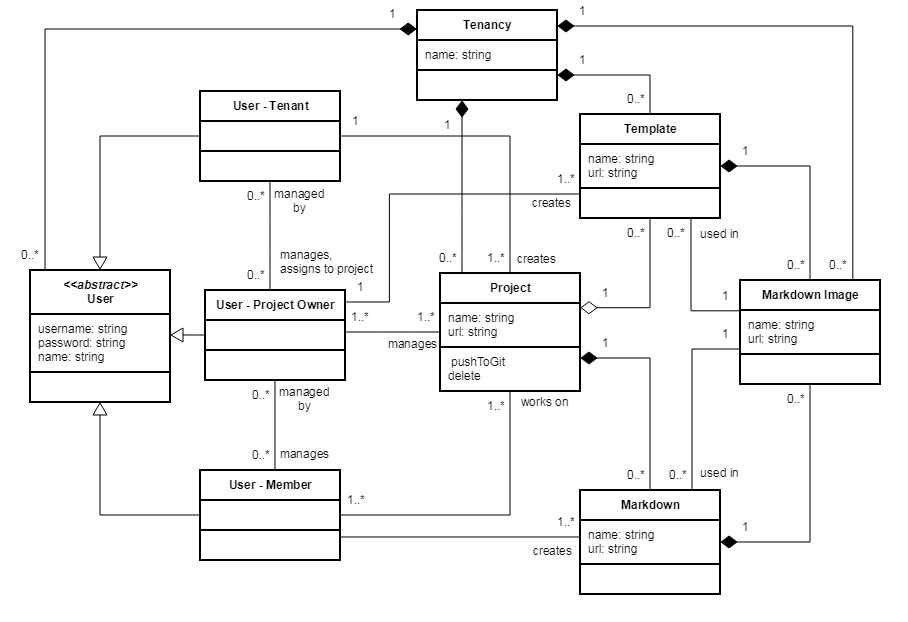 1
Tenancy
1
name: string
1
0..*
User - Tenant
1
1
Template
1
name: string
url: string
0..*
managed
by
1..*
creates
0..*
used in
manages,
assigns to project
0..*
0..*
0..*
1..*
creates
0..*
0..*
<<abstract>>
User
username: string
password: string
name: string
User - Project Owner
1
1..*
1..*
manages
Project
name: string
url: string
pushToGit
delete
1
1
1
1
Markdown Image
name: string
url: string
0..*
managed
by
1..*
works on
0..*
0..*
manages
0..*
0..*
used in
User - Member
1..*
1..*
creates
Markdown
name: string
url: string
1